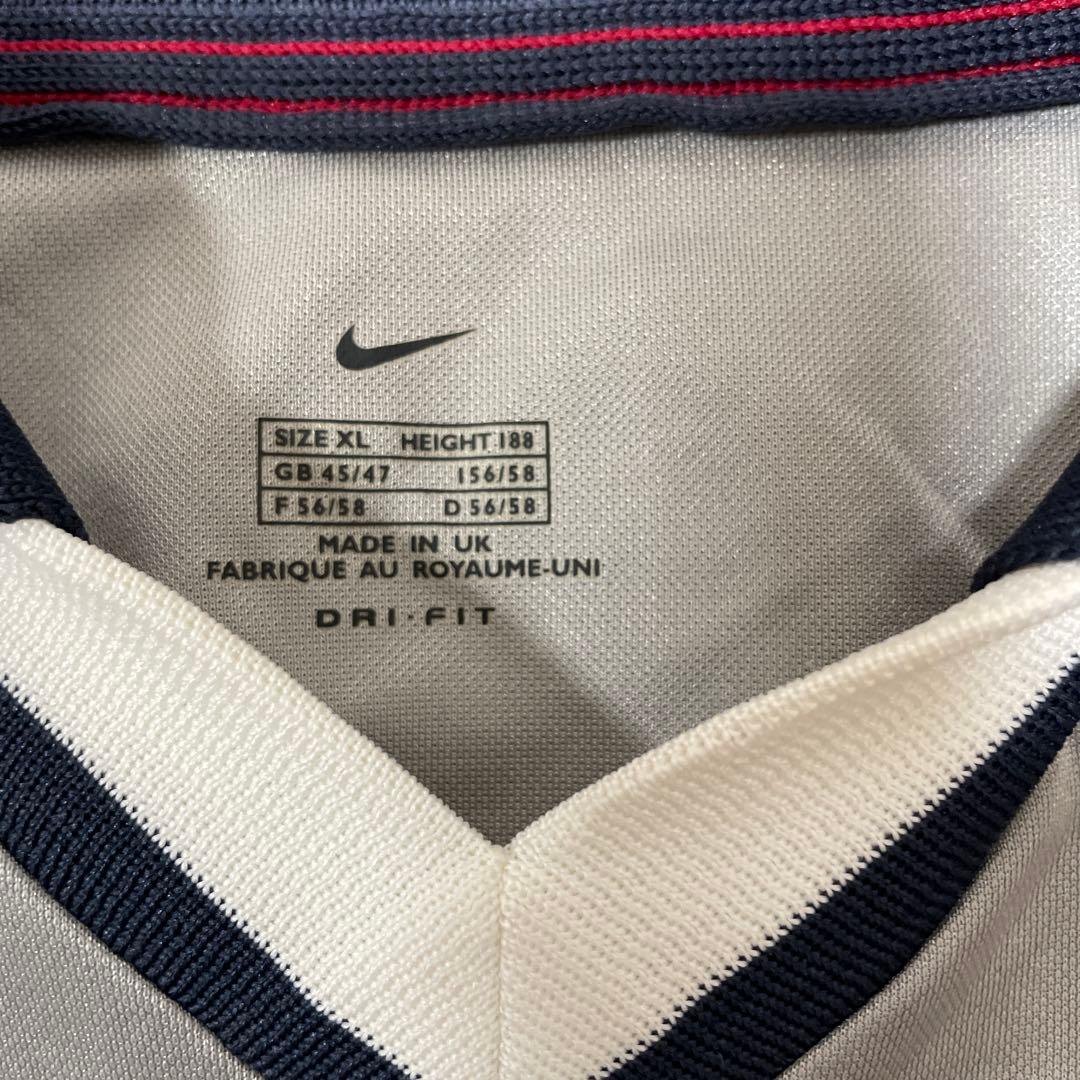 SIZE XL HEIGHT 188
GB 45/47 I 56/58
F 56/58 D 56/58
MADE IN UK
FABRIQUE AU ROYAUME-UNI
DRI·FIT